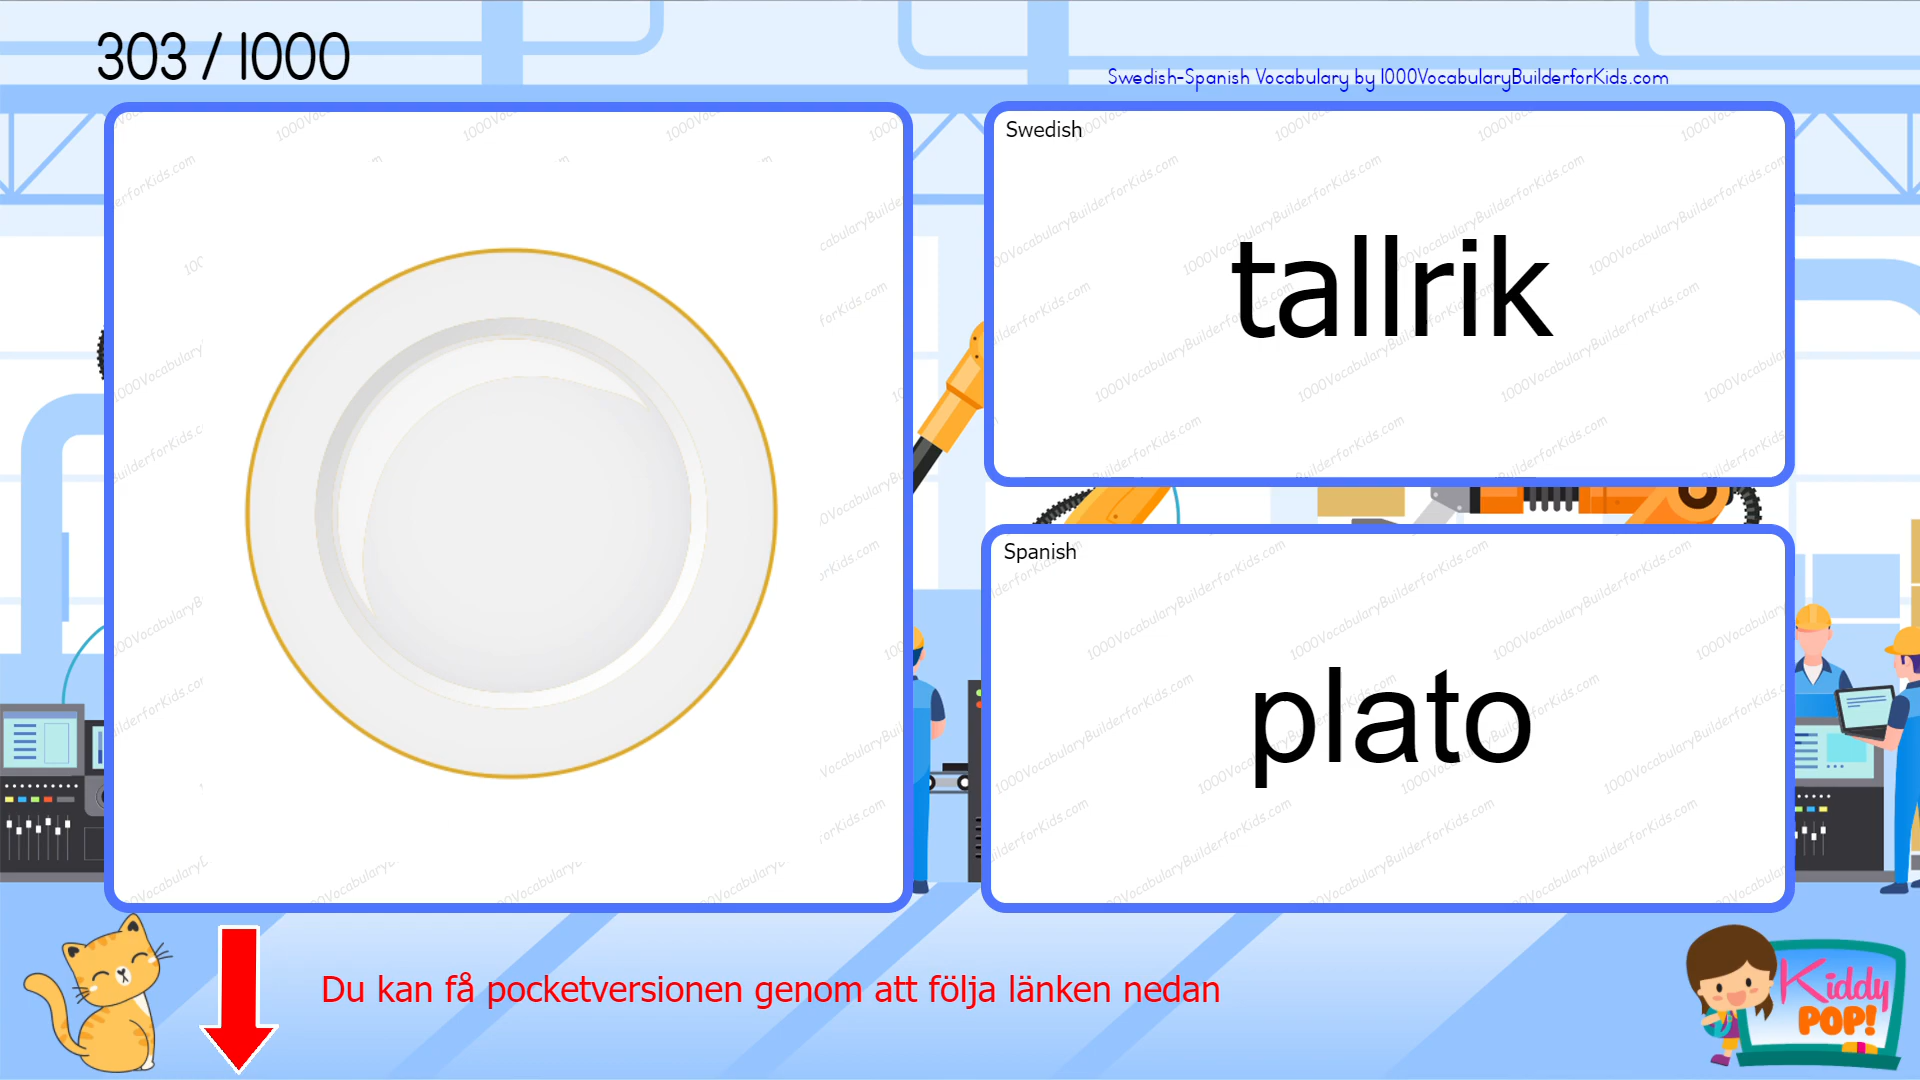 303 / 1000
Swedish-Spanish Vocabulary by 1000VocabularyBuilderforKids.com
Swedish
tallrik
Spanish
plato
Du kan få pocketversionen genom att följa länken nedan
Kiddy
POP!